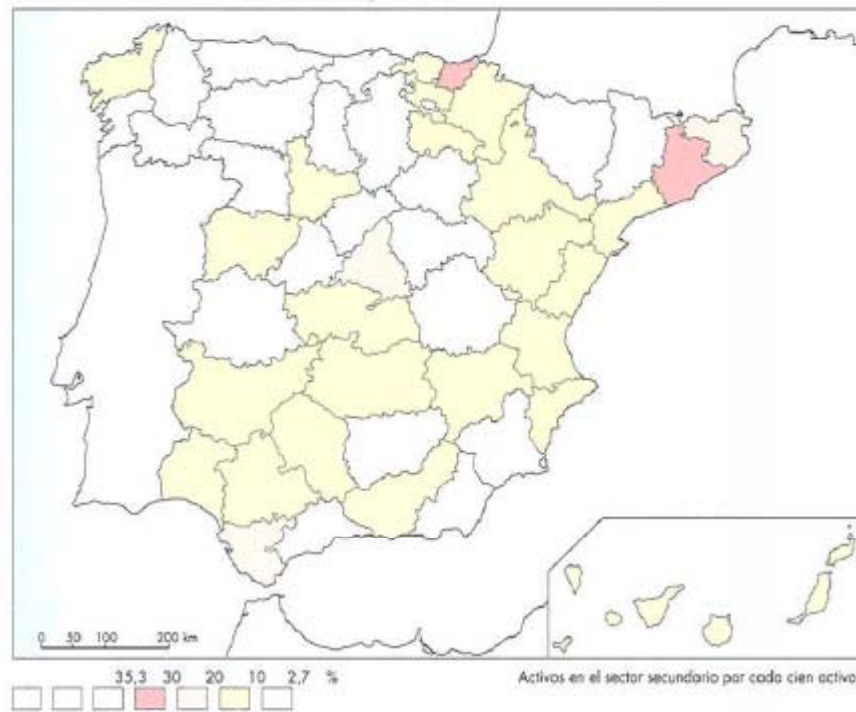 0 50 100 200 km
35,3 30 20 10 2,7 %
Activos en el sector secundario por cada cien activo